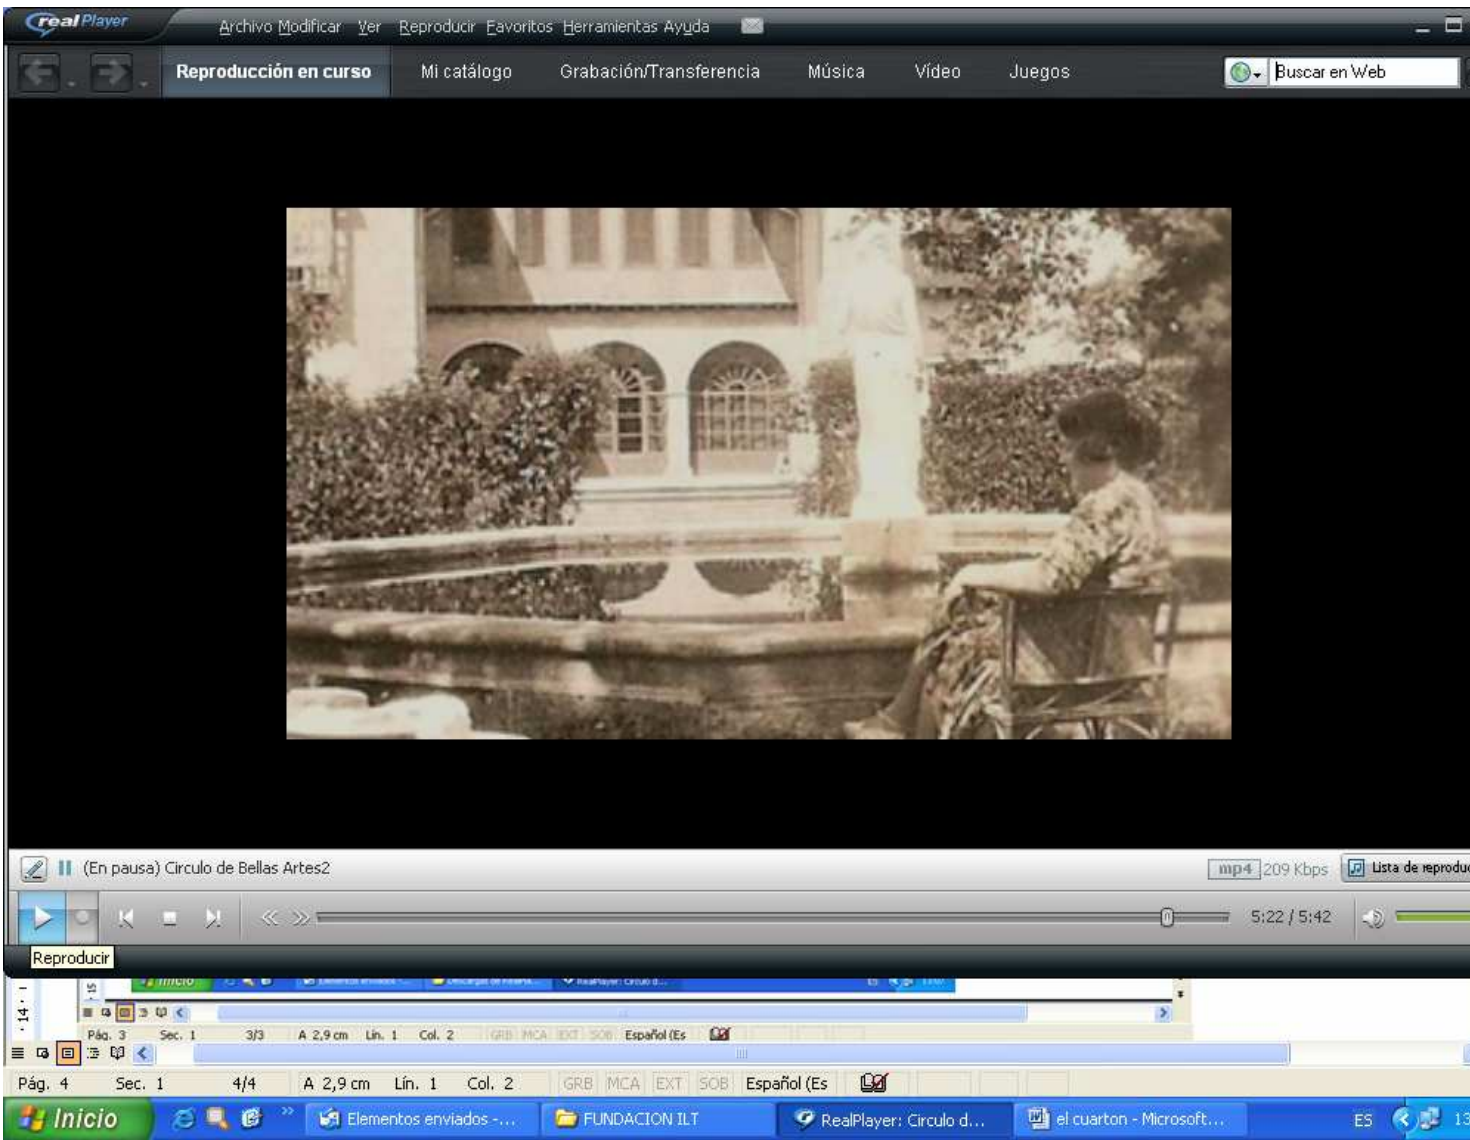 realPlayer
Archivo Modificar Ver Reproducir Favoritos Herramientas Ayuda
Reproducción en curso Mi catálogo Grabación/Transferencia Música Vídeo Juegos Buscar en Web
(En pausa) Circulo de Bellas Artes2 mp4 209 Kbps Lista de reproduc
5:22 / 5:42
Reproducir
Inicio
Pág. 3 Sec. 1 3/3 A 2,9 cm Lín. 1 Col. 2 GRB MCA EXT SOB Español (Es
Pág. 4 Sec. 1 4/4 A 2,9 cm Lín. 1 Col. 2 GRB MCA EXT SOB Español (Es
Inicio Elementos enviados -... FUNDACION ILT RealPlayer: Circulo d... el cuarton - Microsoft... ES 13